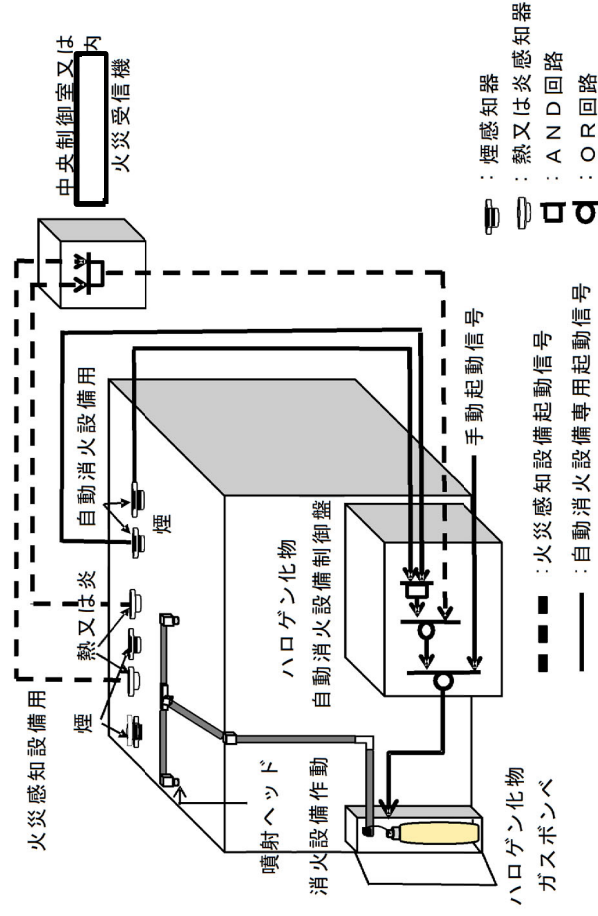 中央制御室又は
内
火災受信機
火災感知設備用
煙
熱又は炎
自動消火設備用
煙
噴射ヘッド
消火設備作動
ハロゲン化物
自動消火設備制御盤
手動起動信号
ハロゲン化物
ガスボンベ
：火災感知設備起動信号
：自動消火設備専用起動信号
：煙感知器
：熱又は炎感知器
：AND回路
：OR回路